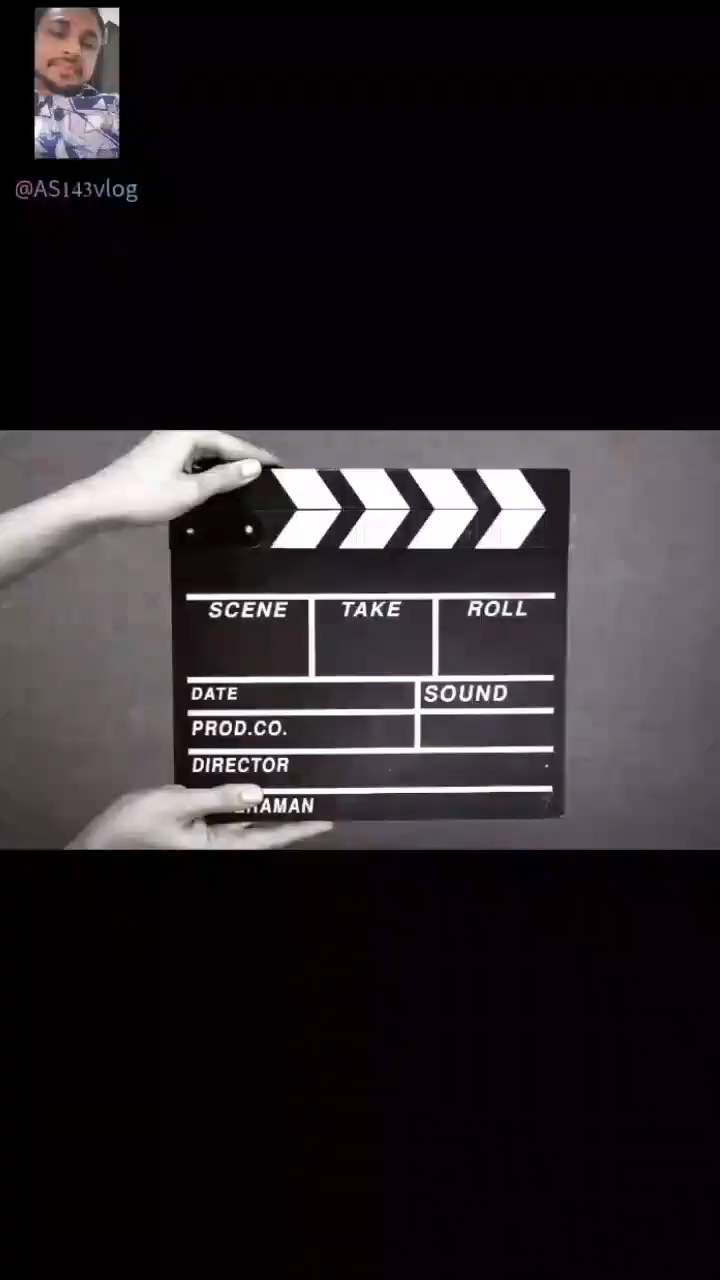 @AS143vlog
SCENE TAKE ROLL
DATE SOUND
PROD.CO.
DIRECTOR